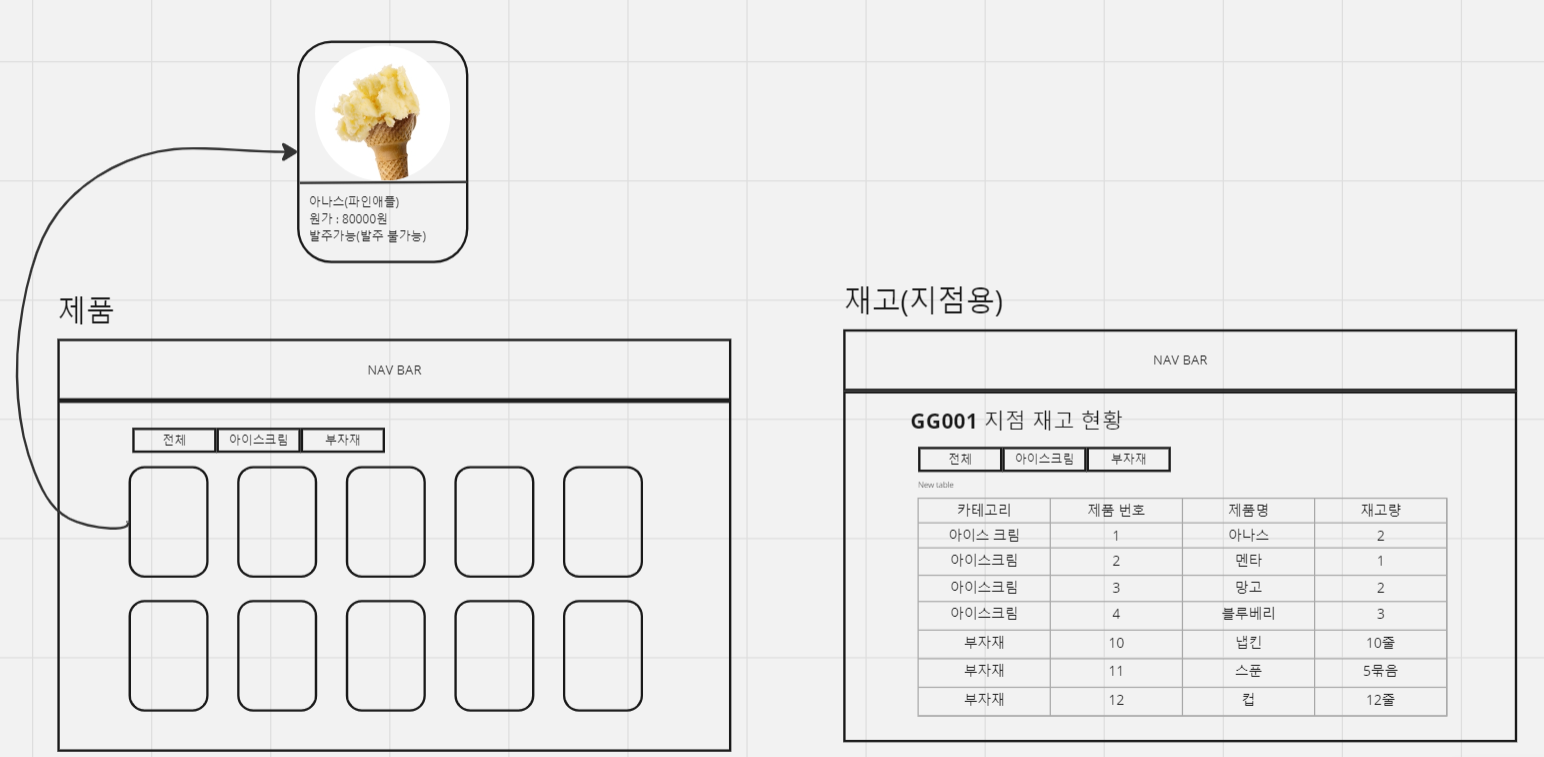 아나스(파인애플)
원가 : 80000원
발주가능(발주 불가능)
제품
NAV BAR
전체 아이스크림 부자재
재고(지점용)
NAV BAR
GG001 지점 재고 현황
전체 아이스크림 부자재
New table
카테고리 제품 번호 제품명 재고량
아이스 크림 1 아나스 2
아이스크림 2 멘타 1
아이스크림 3 망고 2
아이스크림 4 블루베리 3
부자재 10 냅킨 10줄
부자재 11 스푼 5묶음
부자재 12 컵 12줄